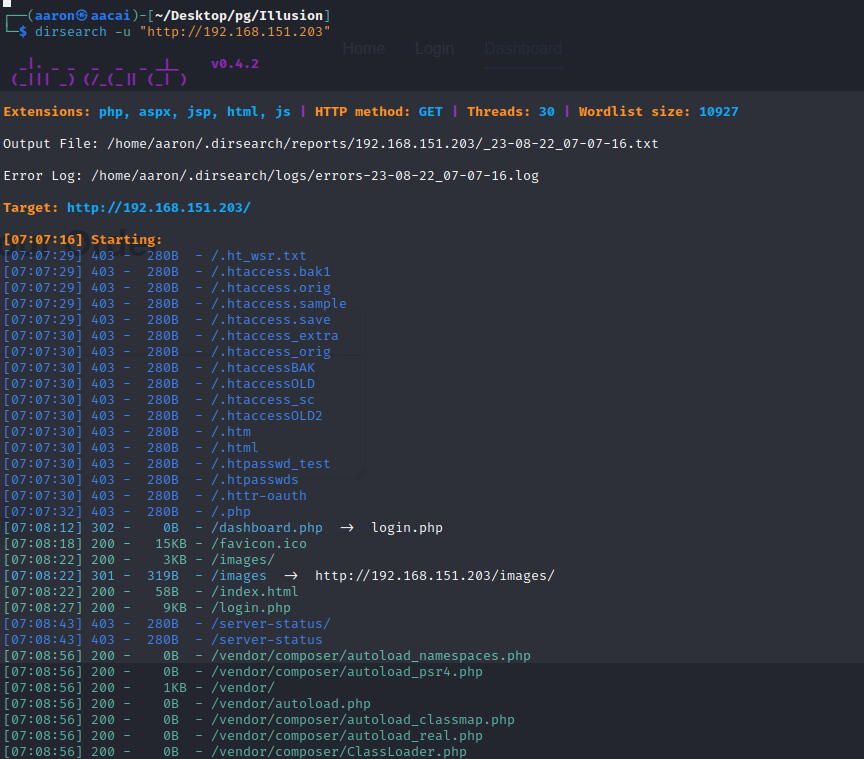 (aaron㉿aacai)-[~/Desktop/pg/Illusion]
$ dirsearch -u "http://192.168.151.203"
Home Login Dashboard
v0.4.2
Extensions: php, aspx, jsp, html, js | HTTP method: GET | Threads: 30 | Wordlist size: 10927
Output File: /home/aaron/.dirsearch/reports/192.168.151.203/_23-08-22_07-07-16.txt
Error Log: /home/aaron/.dirsearch/logs/errors-23-08-22_07-07-16.log
Target: http://192.168.151.203/
[07:07:16] Starting:
[07:07:29] 403 - 280B - /.ht_wsr.txt
[07:07:29] 403 - 280B - /.htaccess.bak1
[07:07:29] 403 - 280B - /.htaccess.orig
[07:07:29] 403 - 280B - /.htaccess.sample
[07:07:29] 403 - 280B - /.htaccess.save
[07:07:30] 403 - 280B - /.htaccess_extra
[07:07:30] 403 - 280B - /.htaccess_orig
[07:07:30] 403 - 280B - /.htaccessBAK
[07:07:30] 403 - 280B - /.htaccessOLD
[07:07:30] 403 - 280B - /.htaccess_sc
[07:07:30] 403 - 280B - /.htaccessOLD2
[07:07:30] 403 - 280B - /.htm
[07:07:30] 403 - 280B - /.html
[07:07:30] 403 - 280B - /.htpasswd_test
[07:07:30] 403 - 280B - /.htpasswds
[07:07:30] 403 - 280B - /.httr-oauth
[07:07:32] 403 - 280B - /.php
[07:08:12] 302 - 0B - /dashboard.php → login.php
[07:08:18] 200 - 15KB - /favicon.ico
[07:08:22] 200 - 3KB - /images/
[07:08:22] 301 - 319B - /images → http://192.168.151.203/images/
[07:08:22] 200 - 58B - /index.html
[07:08:27] 200 - 9KB - /login.php
[07:08:43] 403 - 280B - /server-status/
[07:08:43] 403 - 280B - /server-status
[07:08:56] 200 - 0B - /vendor/composer/autoload_namespaces.php
[07:08:56] 200 - 0B - /vendor/composer/autoload_psr4.php
[07:08:56] 200 - 1KB - /vendor/
[07:08:56] 200 - 0B - /vendor/autoload.php
[07:08:56] 200 - 0B - /vendor/composer/autoload_classmap.php
[07:08:56] 200 - 0B - /vendor/composer/autoload_real.php
[07:08:56] 200 - 0B - /vendor/composer/ClassLoader.php